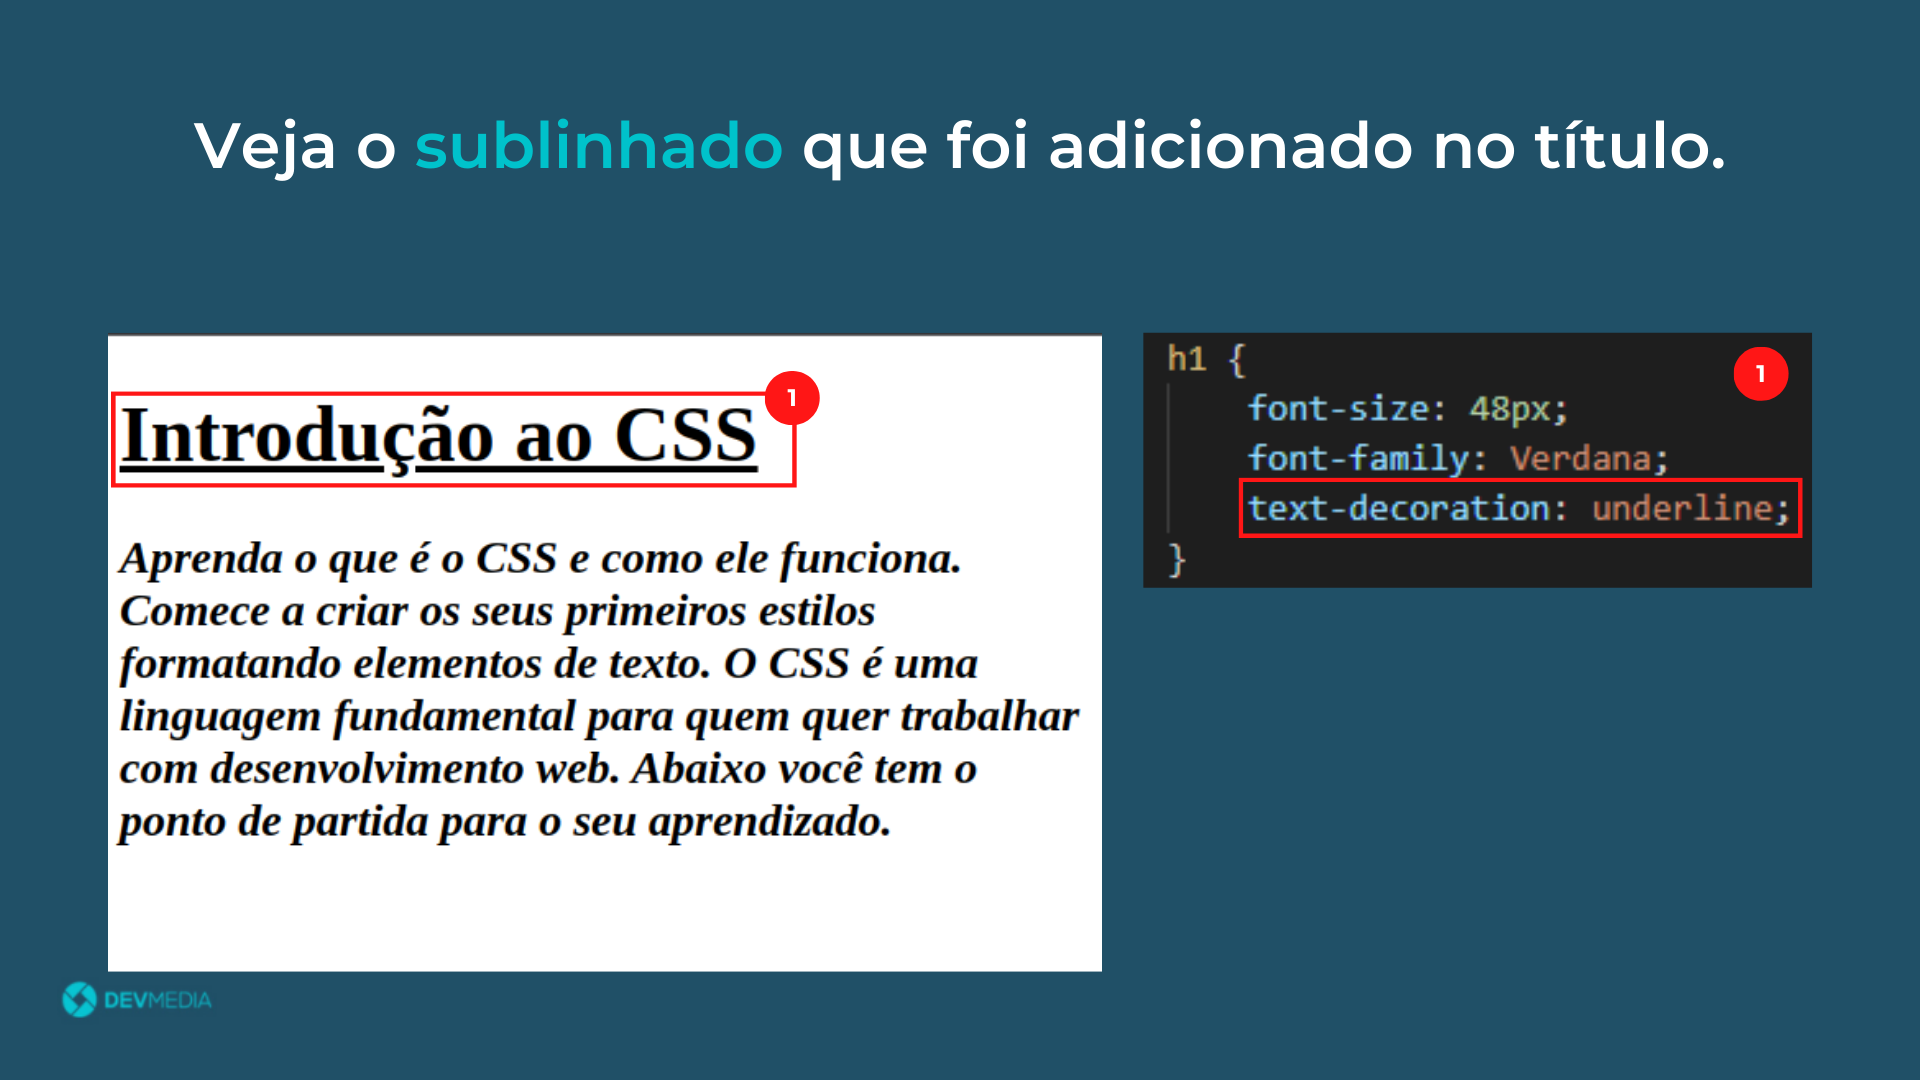 Veja o sublinhado que foi adicionado no título.
1
Introdução ao CSS
Aprenda o que é o CSS e como ele funciona.
Comece a criar os seus primeiros estilos
formatando elementos de texto. O CSS é uma
linguagem fundamental para quem quer trabalhar
com desenvolvimento web. Abaixo você tem o
ponto de partida para o seu aprendizado.
1
h1 {
    font-size: 48px;
    font-family: Verdana;
    text-decoration: underline;
}
DEVMEDIA